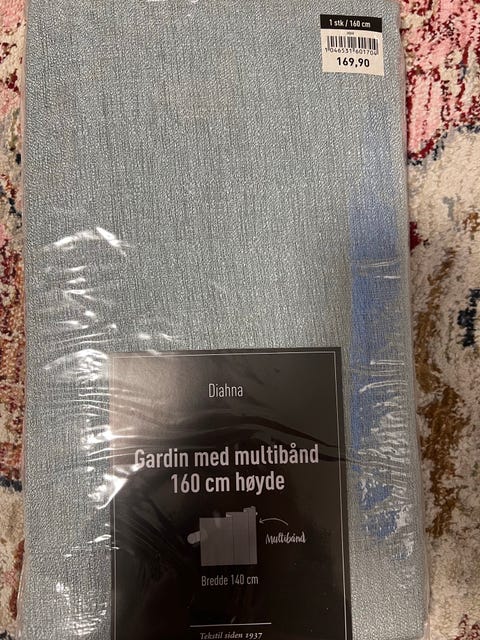 1 stk / 160 cm
1046531601704
169,90
Diahna
Gardin med multibånd
160 cm høyde
Multibånd
Bredde 140 cm
Tekstil siden 1937